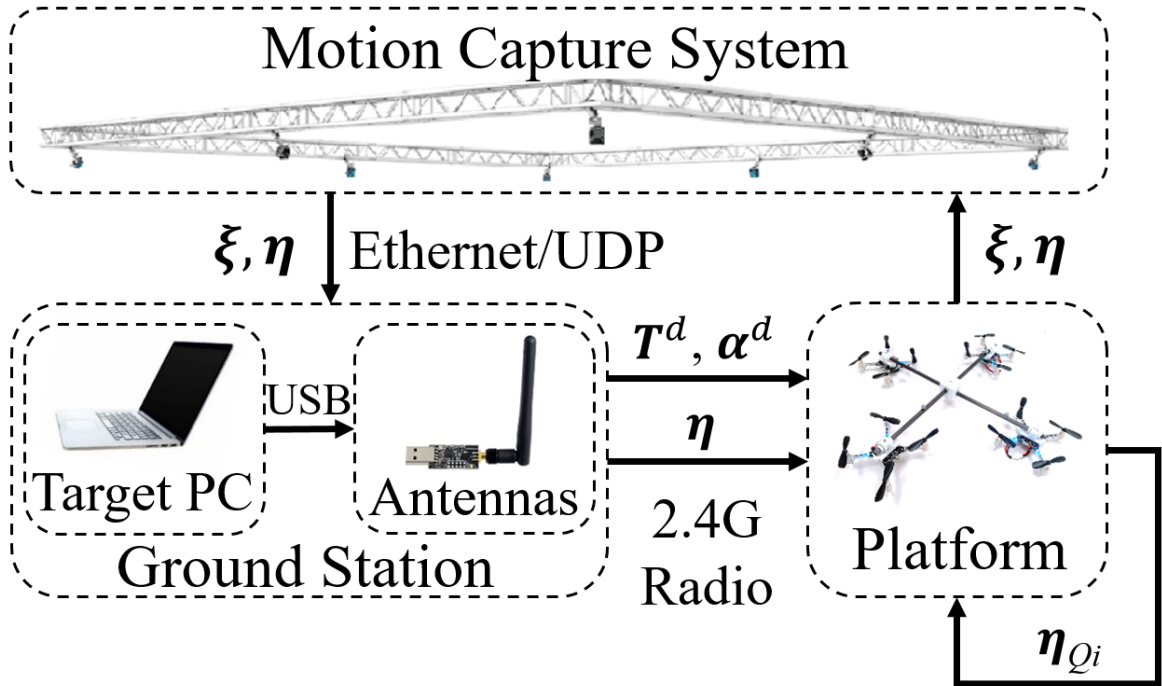 Motion Capture System
ξ, η
Ethernet/UDP
ξ, η
T^d, α^d
USB
η
Target PC
Antennas
2.4G
Radio
Platform
Ground Station
η_Qi